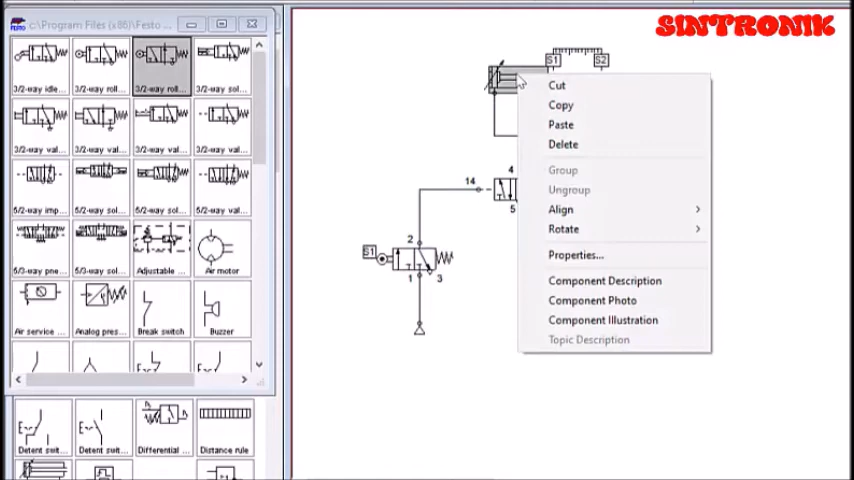 c:\Program Files (x86)\Festo ...
FESTO
SINTRONIK
3/2-way idle...
3/2-way roll...
3/2-way roll...
3/2-way sol...
3/2-way val...
3/2-way val...
3/2-way val...
3/2-way val...
5/2-way imp...
5/2-way sol...
5/2-way sol...
5/2-way val...
5/3-way pne...
5/3-way sol...
Adjustable ...
Air motor
Air service ...
Analog pres...
Break switch
Buzzer
Detent swit...
Detent swit...
Differential ...
Distance rule
S1
S2
14
4
5
S1
2
1
3
Cut
Copy
Paste
Delete
Group
Ungroup
Align
Rotate
Properties...
Component Description
Component Photo
Component Illustration
Topic Description